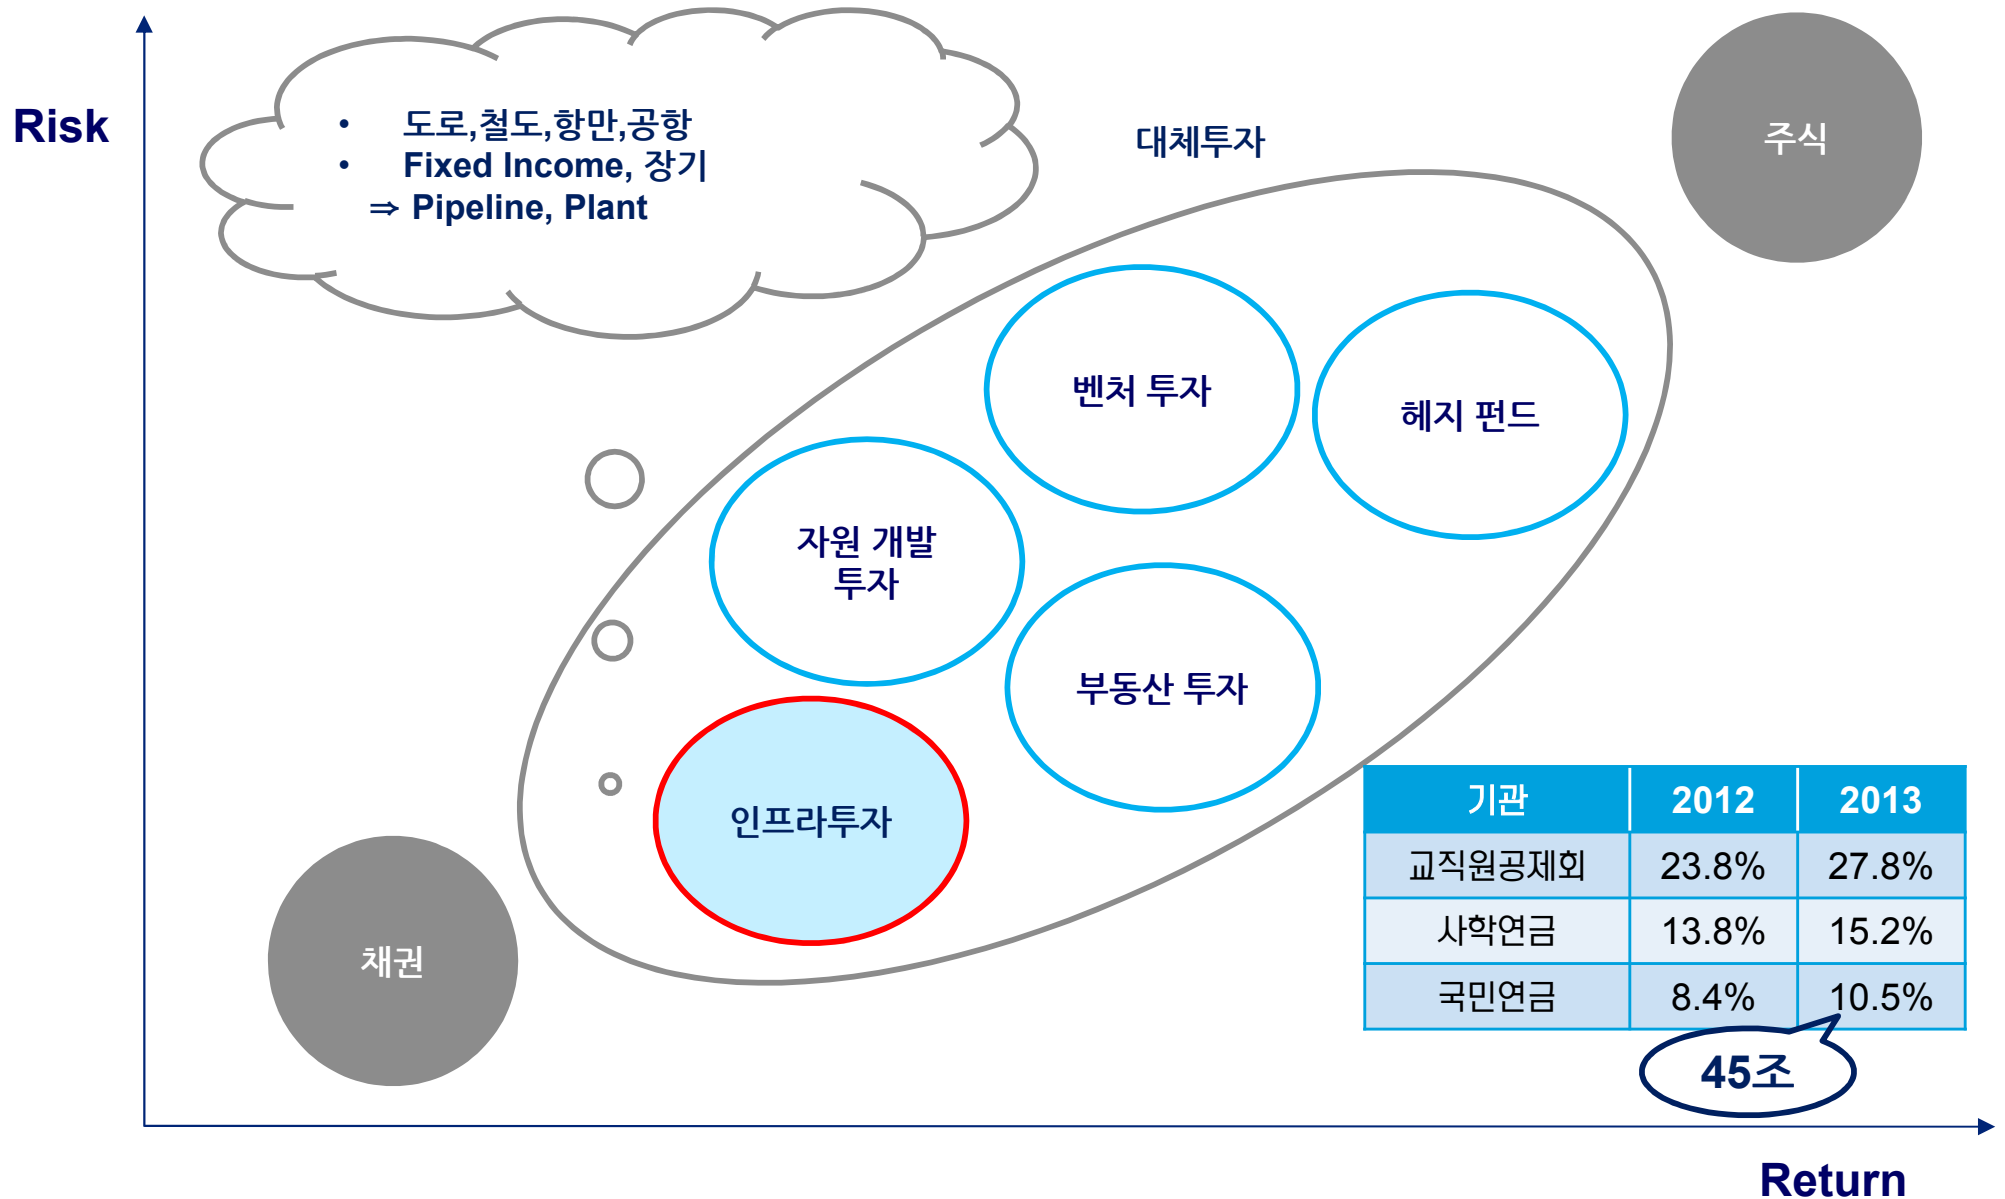 Risk
• 도로,철도,항만,공항
• Fixed Income, 장기
⇒ Pipeline, Plant
대체투자
주식
벤처 투자
헤지 펀드
자원 개발
투자
부동산 투자
인프라투자
채권
기관 2012 2013
교직원공제회 23.8% 27.8%
사학연금 13.8% 15.2%
국민연금 8.4% 10.5%
45조
Return